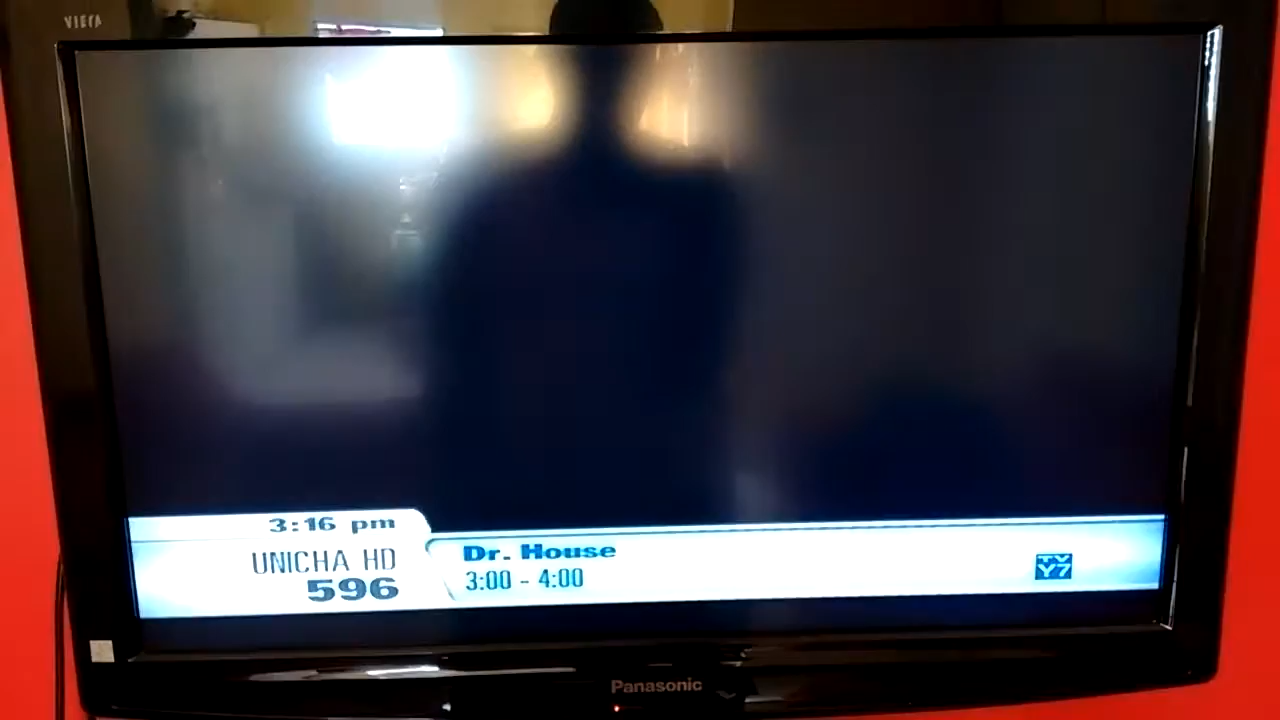 VIERA
3:16 pm
UNICHA HD
596
Dr. House
3:00 - 4:00
TV
Y7
Panasonic